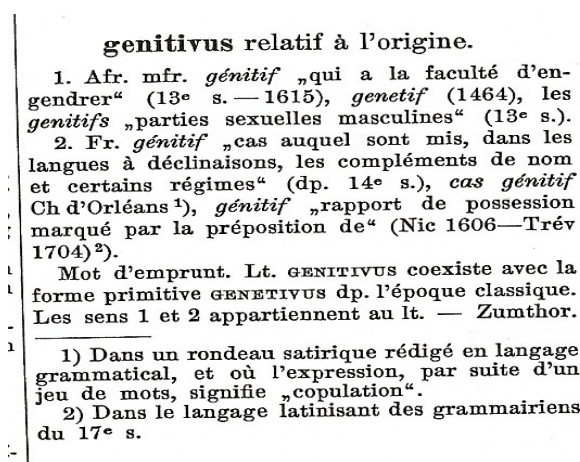 genitivus relatif à l'origine.
1. Afr. mfr. génitif „qui a la faculté d'en-
gendrer“ (13e s. — 1615), genetif (1464), les
genitifs „parties sexuelles masculines“ (13e s.).
2. Fr. génitif „cas auquel sont mis, dans les
langues à déclinaisons, les compléments de nom
et certains régimes“ (dp. 14e s.), cas génitif
Ch d'Orléans ¹), génitif „rapport de possession
marqué par la préposition de“ (Nic 1606—Trév
1704)²).
Mot d'emprunt. Lt. GENITIVUS coexiste avec la
forme primitive GENETIVUS dp. l'époque classique.
Les sens 1 et 2 appartiennent au lt. — Zumthor.
1) Dans un rondeau satirique rédigé en langage
grammatical, et où l'expression, par suite d'un
jeu de mots, signifie „copulation“.
2) Dans le langage latinisant des grammairiens
du 17e s.